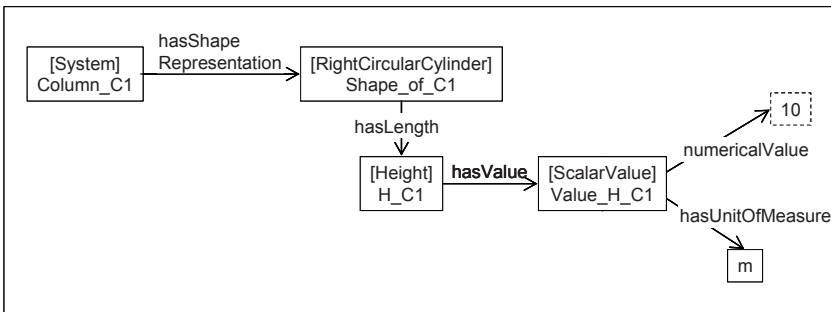 hasShape
Representation
[System]
Column_C1
[RightCircularCylinder]
Shape_of_C1
hasLength
[Height]
H_C1
hasValue
[ScalarValue]
Value_H_C1
10
numericalValue
hasUnitOfMeasure
m